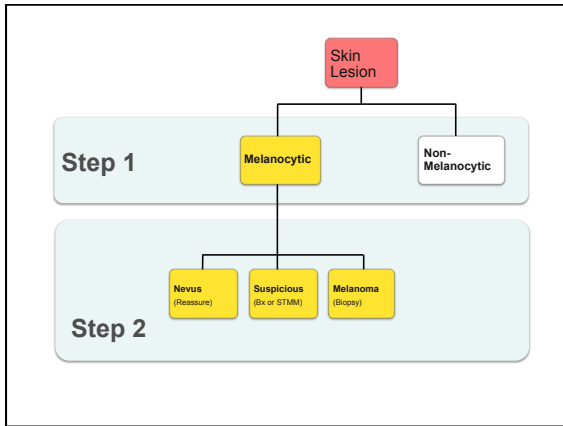 Skin
Lesion
Step 1
Melanocytic
Non-
Melanocytic
Nevus
(Reassure)
Suspicious
(Bx or STMM)
Melanoma
(Biopsy)
Step 2